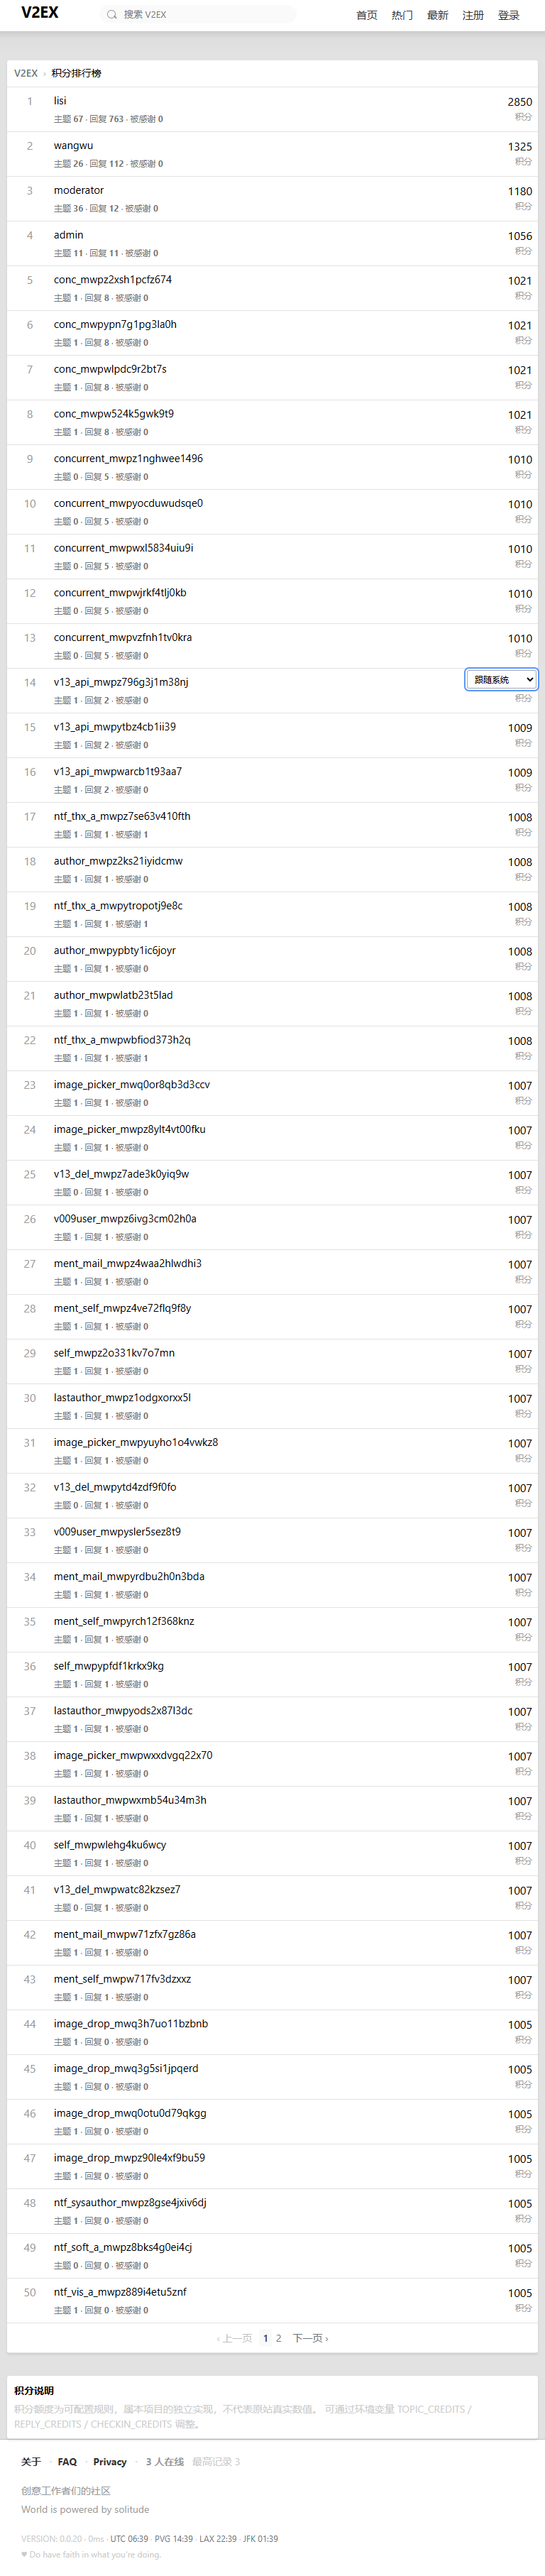 V2EX
搜索 V2EX
首页 热门 最新 注册 登录
V2EX › 积分排行榜
1 lisi 2850
主题 67 · 回复 763 · 被感谢 0 积分
2 wangwu 1325
主题 26 · 回复 112 · 被感谢 0 积分
3 moderator 1180
主题 36 · 回复 12 · 被感谢 0 积分
4 admin 1056
主题 11 · 回复 11 · 被感谢 0 积分
5 conc_mwpz2xsh1pcfz674 1021
主题 1 · 回复 8 · 被感谢 0 积分
6 conc_mwpypn7g1pg3la0h 1021
主题 1 · 回复 8 · 被感谢 0 积分
7 conc_mwpwlpdc9r2bt7s 1021
主题 1 · 回复 8 · 被感谢 0 积分
8 conc_mwpw524k5gwk9t9 1021
主题 1 · 回复 8 · 被感谢 0 积分
9 concurrent_mwpz1nghwee1496 1010
主题 0 · 回复 5 · 被感谢 0 积分
10 concurrent_mwpyocduwudsqe0 1010
主题 0 · 回复 5 · 被感谢 0 积分
11 concurrent_mwpwxl5834uiu9i 1010
主题 0 · 回复 5 · 被感谢 0 积分
12 concurrent_mwpwjrkf4tlj0kb 1010
主题 0 · 回复 5 · 被感谢 0 积分
13 concurrent_mwpvzfnh1tv0kra 1010
主题 0 · 回复 5 · 被感谢 0 积分
14 v13_api_mwpz796g3j1m38nj 跟随系统
主题 1 · 回复 2 · 被感谢 0 积分
15 v13_api_mwpytbz4cb1ii39 1009
主题 1 · 回复 2 · 被感谢 0 积分
16 v13_api_mwpwarcb1t93aa7 1009
主题 1 · 回复 2 · 被感谢 0 积分
17 ntf_thx_a_mwpz7se63v410fth 1008
主题 1 · 回复 1 · 被感谢 1 积分
18 author_mwpz2ks21iyidcmw 1008
主题 1 · 回复 1 · 被感谢 0 积分
19 ntf_thx_a_mwpytropotj9e8c 1008
主题 1 · 回复 1 · 被感谢 1 积分
20 author_mwpypbty1ic6joyr 1008
主题 1 · 回复 1 · 被感谢 0 积分
21 author_mwpwlatb23t5lad 1008
主题 1 · 回复 1 · 被感谢 0 积分
22 ntf_thx_a_mwpwbfiod373h2q 1008
主题 1 · 回复 1 · 被感谢 1 积分
23 image_picker_mwq0or8qb3d3ccv 1007
主题 1 · 回复 1 · 被感谢 0 积分
24 image_picker_mwpz8ylt4vt00fku 1007
主题 1 · 回复 1 · 被感谢 0 积分
25 v13_del_mwpz7ade3k0yiq9w 1007
主题 0 · 回复 1 · 被感谢 0 积分
26 v009user_mwpz6ivg3cm02h0a 1007
主题 1 · 回复 1 · 被感谢 0 积分
27 ment_mail_mwpz4waa2hlwdhi3 1007
主题 1 · 回复 1 · 被感谢 0 积分
28 ment_self_mwpz4ve72flq9f8y 1007
主题 1 · 回复 1 · 被感谢 0 积分
29 self_mwpz2o331kv7o7mn 1007
主题 1 · 回复 1 · 被感谢 0 积分
30 lastauthor_mwpz1odgxorxx5l 1007
主题 1 · 回复 1 · 被感谢 0 积分
31 image_picker_mwpyuyho1o4vwkz8 1007
主题 1 · 回复 1 · 被感谢 0 积分
32 v13_del_mwpytd4zdf9f0fo 1007
主题 0 · 回复 1 · 被感谢 0 积分
33 v009user_mwpysler5sez8t9 1007
主题 1 · 回复 1 · 被感谢 0 积分
34 ment_mail_mwpyrdbu2h0n3bda 1007
主题 1 · 回复 1 · 被感谢 0 积分
35 ment_self_mwpyrch12f368knz 1007
主题 1 · 回复 1 · 被感谢 0 积分
36 self_mwpypfdf1krkx9kg 1007
主题 1 · 回复 1 · 被感谢 0 积分
37 lastauthor_mwpyods2x87l3dc 1007
主题 1 · 回复 1 · 被感谢 0 积分
38 image_picker_mwpwxxdvgq22x70 1007
主题 1 · 回复 1 · 被感谢 0 积分
39 lastauthor_mwpwxmb54u34m3h 1007
主题 1 · 回复 1 · 被感谢 0 积分
40 self_mwpwlehg4ku6wcy 1007
主题 1 · 回复 1 · 被感谢 0 积分
41 v13_del_mwpwatc82kzsez7 1007
主题 0 · 回复 1 · 被感谢 0 积分
42 ment_mail_mwpw71zfx7gz86a 1007
主题 1 · 回复 1 · 被感谢 0 积分
43 ment_self_mwpw717fv3dzxxz 1007
主题 1 · 回复 1 · 被感谢 0 积分
44 image_drop_mwq3h7uo11bzbnb 1005
主题 1 · 回复 0 · 被感谢 0 积分
45 image_drop_mwq3g5si1jpqerd 1005
主题 1 · 回复 0 · 被感谢 0 积分
46 image_drop_mwq0otu0d79qkgg 1005
主题 1 · 回复 0 · 被感谢 0 积分
47 image_drop_mwpz90le4xf9bu59 1005
主题 1 · 回复 0 · 被感谢 0 积分
48 ntf_sysauthor_mwpz8gse4jxiv6dj 1005
主题 1 · 回复 0 · 被感谢 0 积分
49 ntf_soft_a_mwpz8bks4g0ei4cj 1005
主题 0 · 回复 0 · 被感谢 0 积分
50 ntf_vis_a_mwpz889i4etu5znf 1005
主题 1 · 回复 0 · 被感谢 0 积分
‹ 上一页 1 2 下一页 ›
积分说明
积分额度为可配置规则，属本项目的独立实现，不代表原站真实数值。 可通过环境变量 TOPIC_CREDITS /
REPLY_CREDITS / CHECKIN_CREDITS 调整。
关于 · FAQ · Privacy · 3 人在线 最高记录 3
创意工作者们的社区
World is powered by solitude
VERSION: 0.0.20 · 0ms · UTC 06:39 · PVG 14:39 · LAX 22:39 · JFK 01:39
♥ Do have faith in what you're doing.